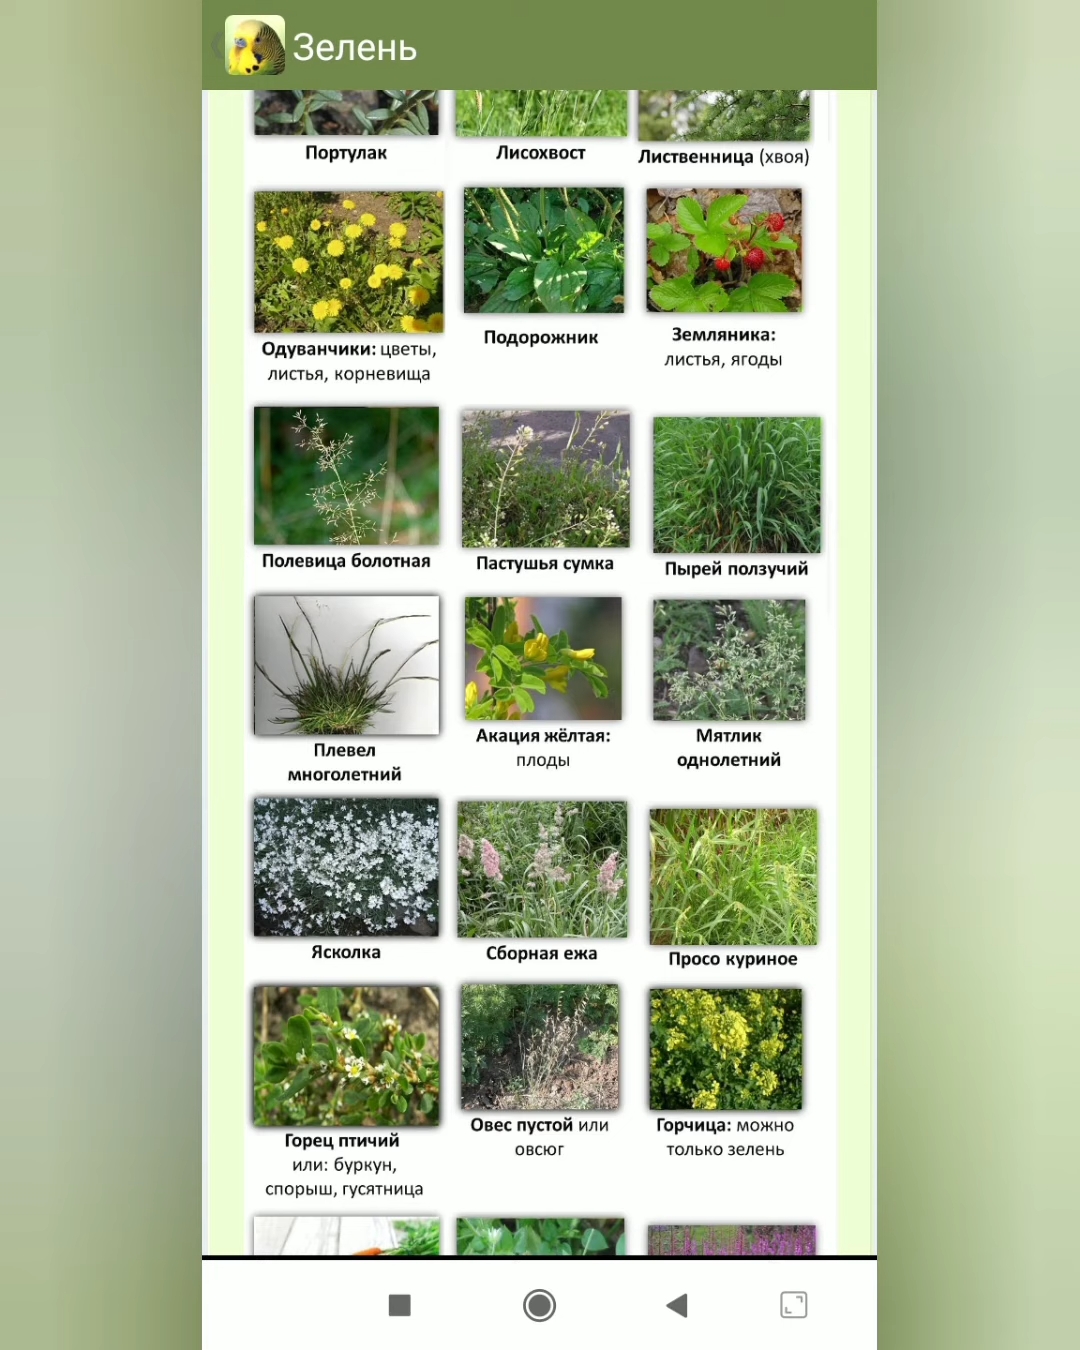 Зелень
Портулак
Лисохвост
Лиственница (хвоя)
Одуванчики: цветы,
листья, корневища
Подорожник
Земляника:
листья, ягоды
Полевица болотная
Пастушья сумка
Пырей ползучий
Плевел
многолетний
Акация жёлтая:
плоды
Мятлик
однолетний
Ясколка
Сборная ежа
Просо куриное
Горец птичий
или: буркун,
спорыш, гусятница
Овес пустой или
овсюг
Горчица: можно
только зелень